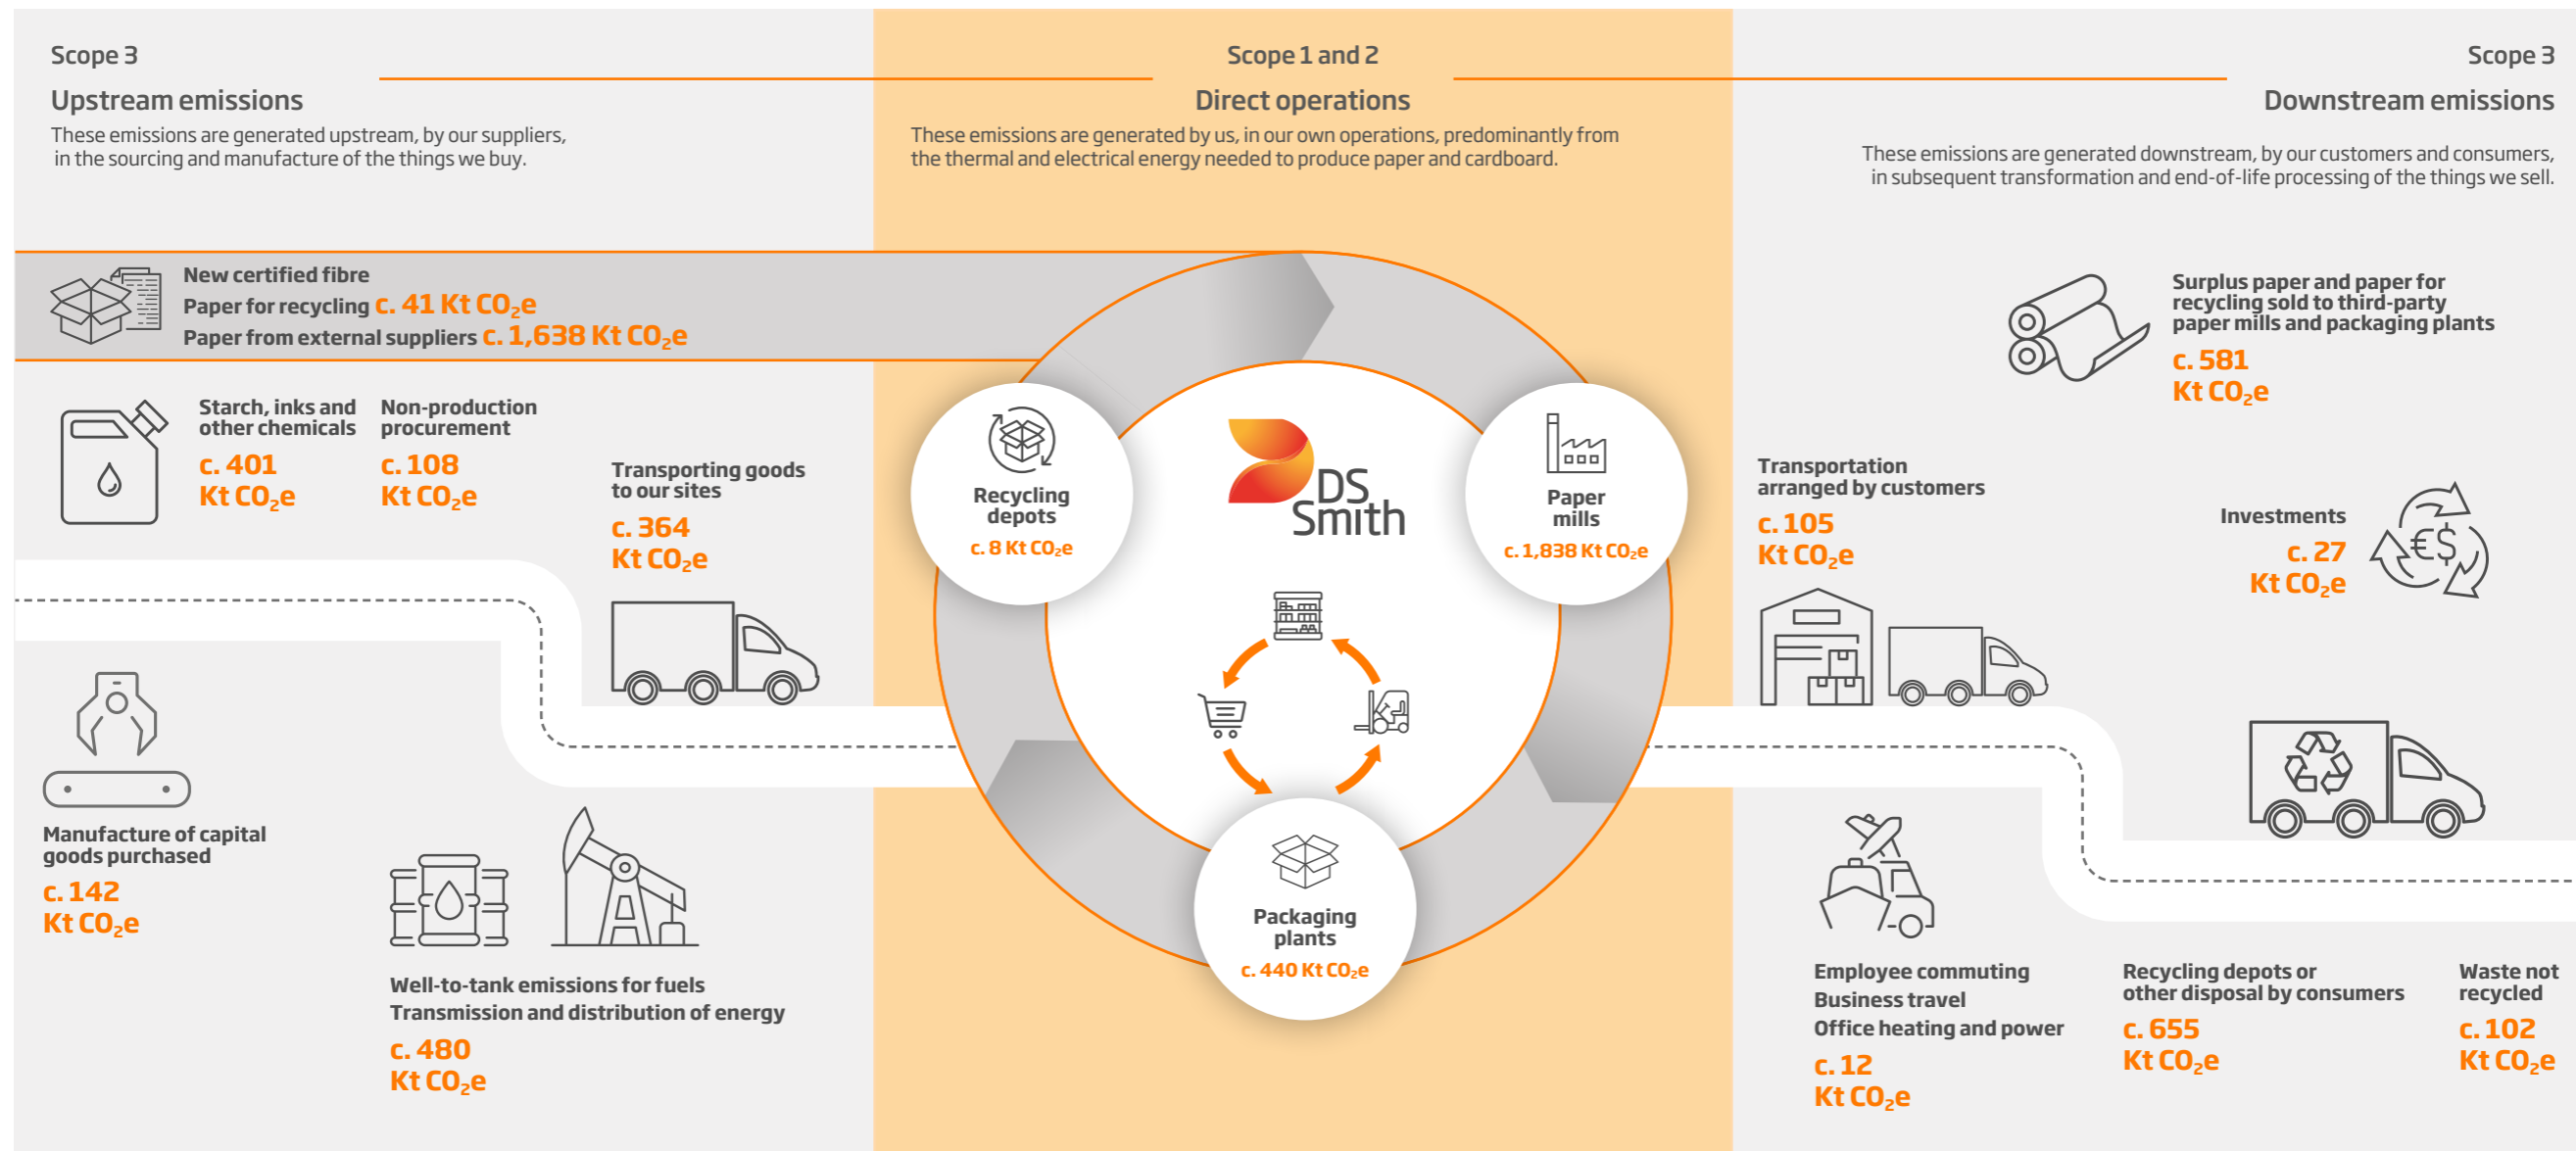 Scope 3
Upstream emissions
These emissions are generated upstream, by our suppliers,
in the sourcing and manufacture of the things we buy.
Scope 1 and 2
Direct operations
These emissions are generated by us, in our own operations, predominantly from
the thermal and electrical energy needed to produce paper and cardboard.
Scope 3
Downstream emissions
These emissions are generated downstream, by our customers and consumers,
in subsequent transformation and end-of-life processing of the things we sell.
New certified fibre
Paper for recycling c. 41 Kt CO₂e
Paper from external suppliers c. 1,638 Kt CO₂e
Starch, inks and
other chemicals
c. 401
Kt CO₂e
Non-production
procurement
c. 108
Kt CO₂e
Transporting goods
to our sites
c. 364
Kt CO₂e
Manufacture of capital
goods purchased
c. 142
Kt CO₂e
Well-to-tank emissions for fuels
Transmission and distribution of energy
c. 480
Kt CO₂e
Recycling
depots
c. 8 Kt CO₂e
DS
Smith
Paper
mills
c. 1,838 Kt CO₂e
Packaging
plants
c. 440 Kt CO₂e
Surplus paper and paper for
recycling sold to third-party
paper mills and packaging plants
c. 581
Kt CO₂e
Transportation
arranged by customers
c. 105
Kt CO₂e
Investments
c. 27
Kt CO₂e
€$
Employee commuting
Business travel
Office heating and power
c. 12
Kt CO₂e
Recycling depots or
other disposal by consumers
c. 655
Kt CO₂e
Waste not
recycled
c. 102
Kt CO₂e